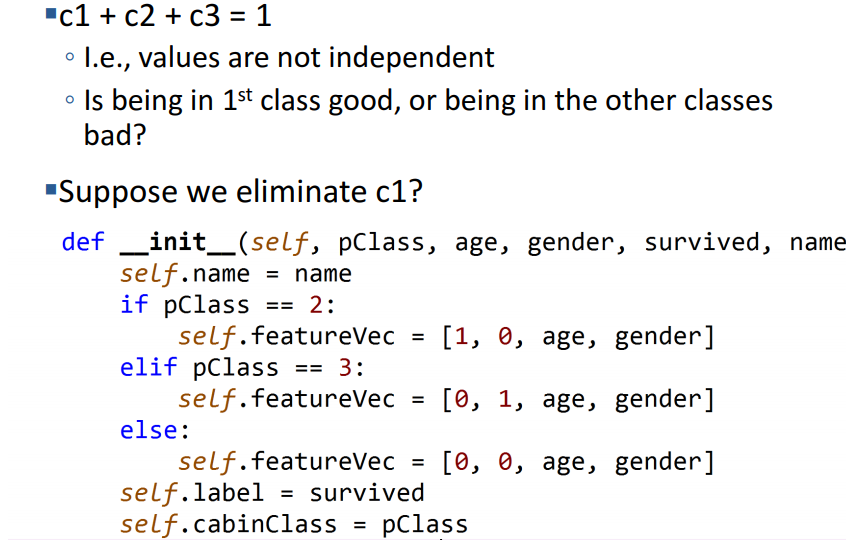 ▪c1 + c2 + c3 = 1
◦ I.e., values are not independent
◦ Is being in 1st class good, or being in the other classes
bad?
▪Suppose we eliminate c1?
def __init__(self, pClass, age, gender, survived, name
    self.name = name
    if pClass == 2:
        self.featureVec = [1, 0, age, gender]
    elif pClass == 3:
        self.featureVec = [0, 1, age, gender]
    else:
        self.featureVec = [0, 0, age, gender]
    self.label = survived
    self.cabinClass = pClass